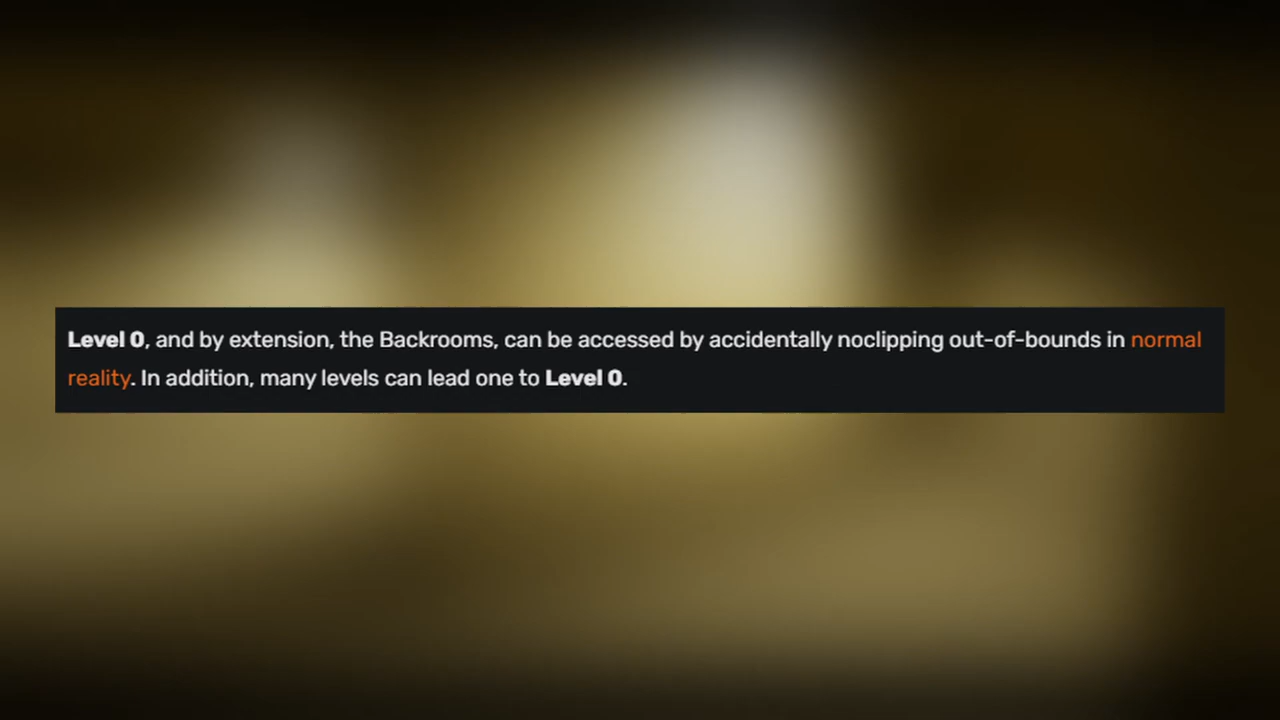 Level 0, and by extension, the Backrooms, can be accessed by accidentally noclipping out-of-bounds in normal
reality. In addition, many levels can lead one to Level 0.